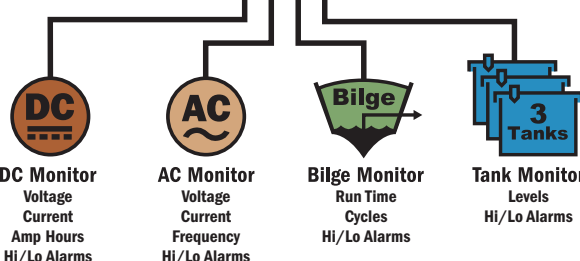 DC
AC
Bilge
3
Tanks
DC Monitor
Voltage
Current
Amp Hours
Hi/Lo Alarms
AC Monitor
Voltage
Current
Frequency
Hi/Lo Alarms
Bilge Monitor
Run Time
Cycles
Hi/Lo Alarms
Tank Monitor
Levels
Hi/Lo Alarms